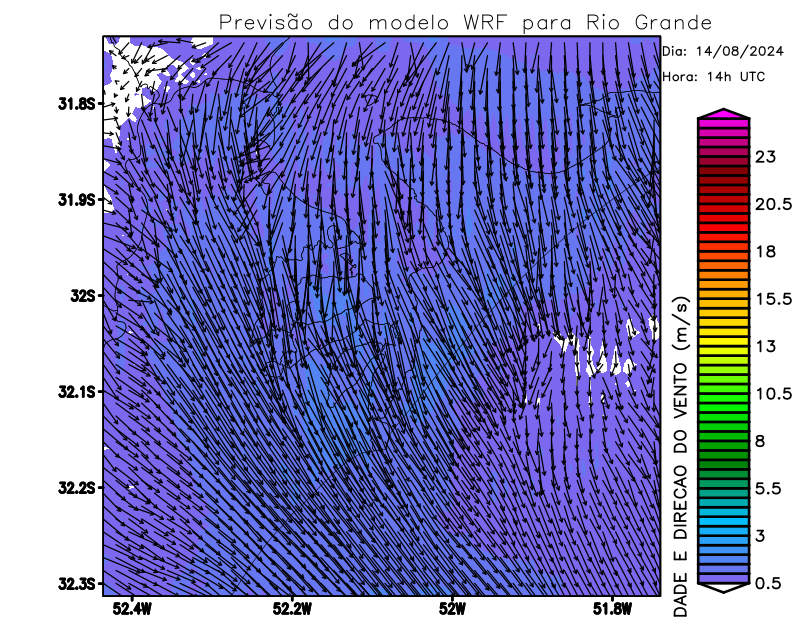 Previsão do modelo WRF para Rio Grande
Dia: 14/08/2024
Hora: 14h UTC
31.8S
31.9S
32S
32.1S
32.2S
32.3S
52.4W
52.2W
52W
51.8W
DADE E DIRECAO DO VENTO (m/s)
23
20.5
18
15.5
13
10.5
8
5.5
3
0.5